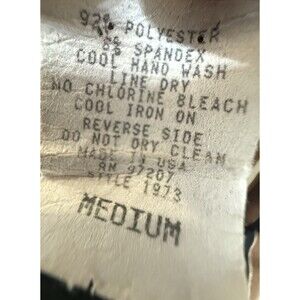 92% POLYESTER
8% SPANDEX
COOL HAND WASH
LINE DRY
NO CHLORINE BLEACH
COOL IRON ON
REVERSE SIDE
DO NOT DRY CLEAN
MADE IN USA
RN 97207
STYLE 1973
MEDIUM